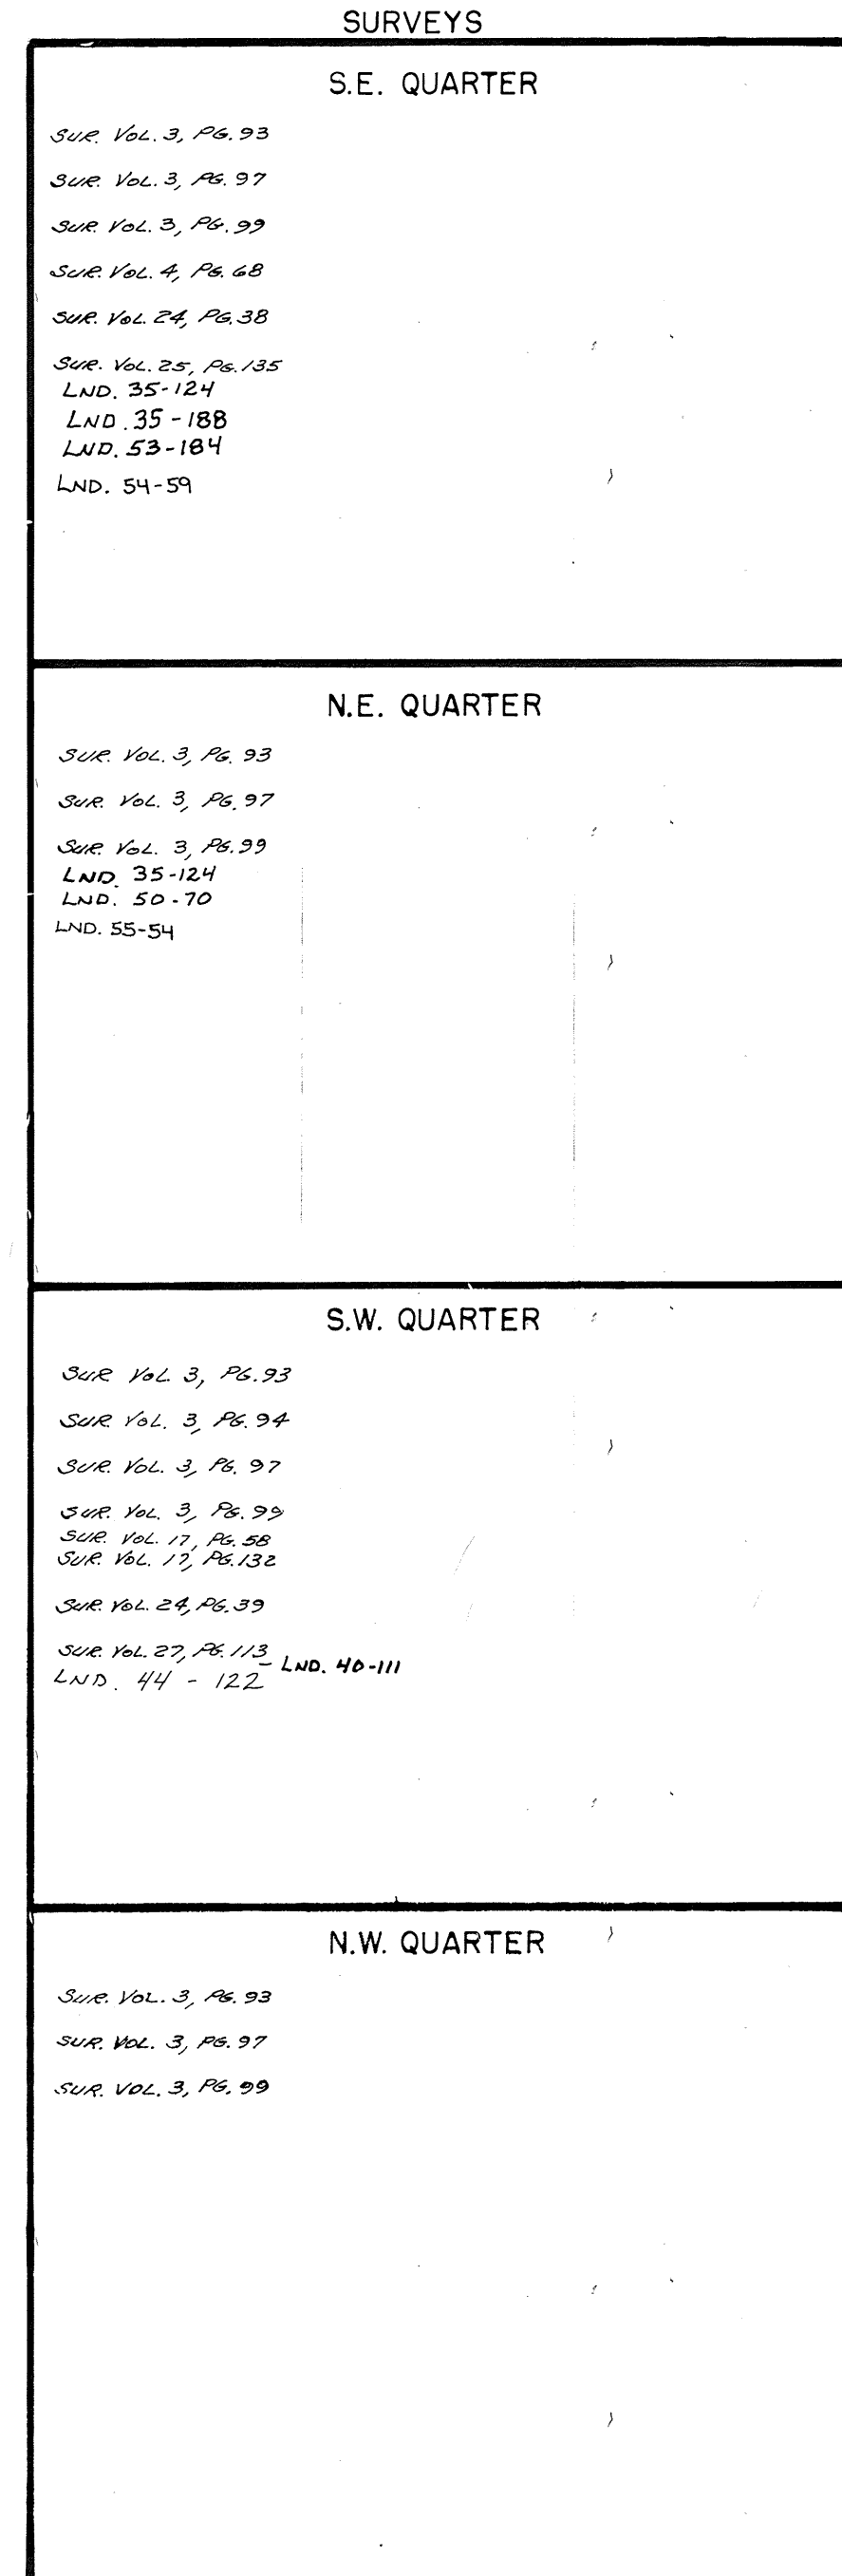 SURVEYS
S.E. QUARTER
SUR. VOL. 3, PG. 93
SUR. VOL. 3, PG. 97
SUR. VOL. 3, PG. 99
SUR. VOL. 4, PG. 68
SUR. VOL. 24, PG. 38
SUR. VOL. 25, PG. 135
LND. 35-124
LND. 35-188
LND. 53-184
LND. 54-59
N.E. QUARTER
SUR. VOL. 3, PG. 93
SUR. VOL. 3, PG. 97
SUR. VOL. 3, PG. 99
LND. 35-124
LND. 50-70
LND. 55-54
S.W. QUARTER
SUR VOL. 3, PG. 93
SUR VOL. 3, PG. 94
SUR. VOL. 3, PG. 97
SUR. VOL. 3, PG. 99
SUR. VOL. 17, PG. 58
SUR. VOL. 17, PG. 132
SUR. VOL. 24, PG. 39
SUR. VOL. 27, PG. 113 - LND. 40-111
LND. 44 - 122
N.W. QUARTER
SUR. VOL. 3, PG. 93
SUR. VOL. 3, PG. 97
SUR. VOL. 3, PG. 99